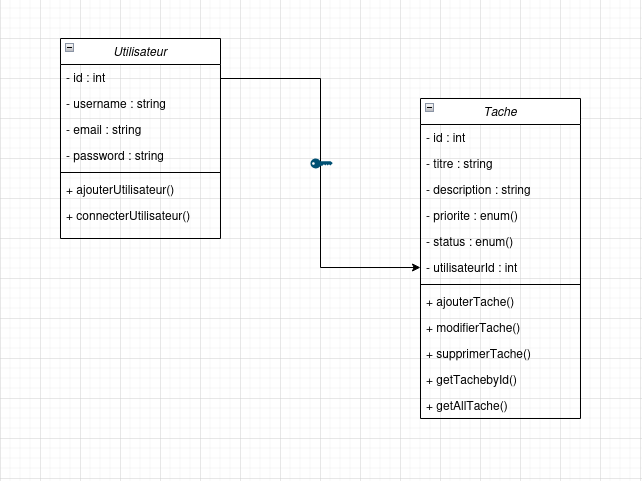 Utilisateur
- id : int
- username : string
- email : string
- password : string
+ ajouterUtilisateur()
+ connecterUtilisateur()
Tache
- id : int
- titre : string
- description : string
- priorite : enum()
- status : enum()
- utilisateurId : int
+ ajouterTache()
+ modifierTache()
+ supprimerTache()
+ getTachebyId()
+ getAllTache()